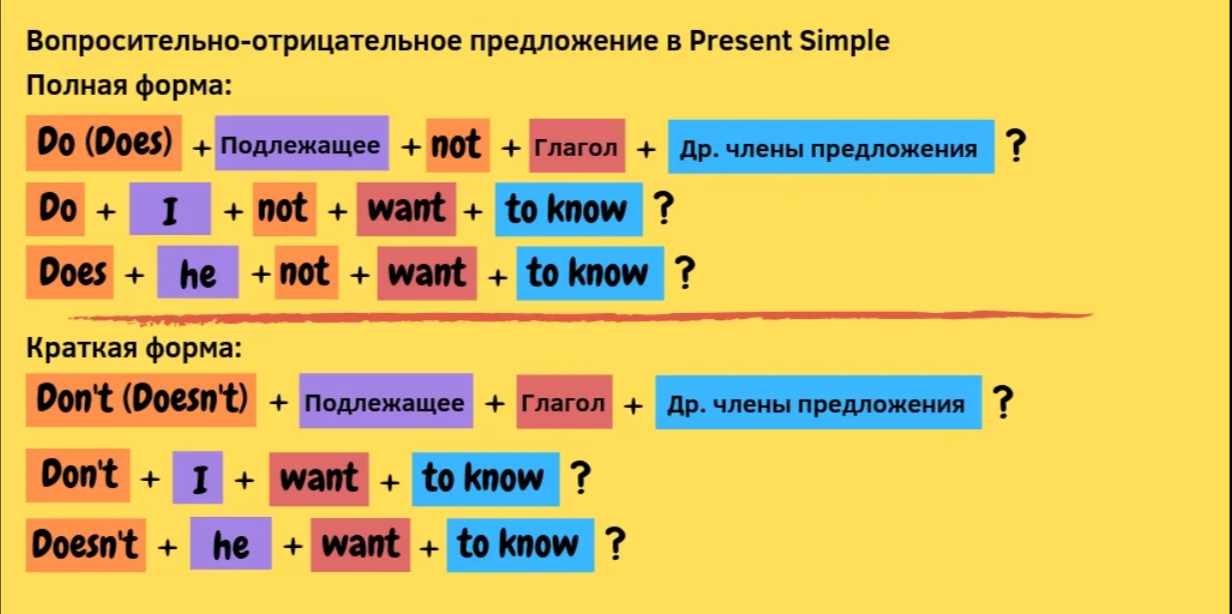 Вопросительно-отрицательное предложение в Present Simple
Полная форма:
Do (Does) + Подлежащее + not + Глагол + Др. члены предложения ?
Do + I + not + want + to know ?
Does + he + not + want + to know ?
Краткая форма:
Don't (Doesn't) + Подлежащее + Глагол + Др. члены предложения ?
Don't + I + want + to know ?
Doesn't + he + want + to know ?